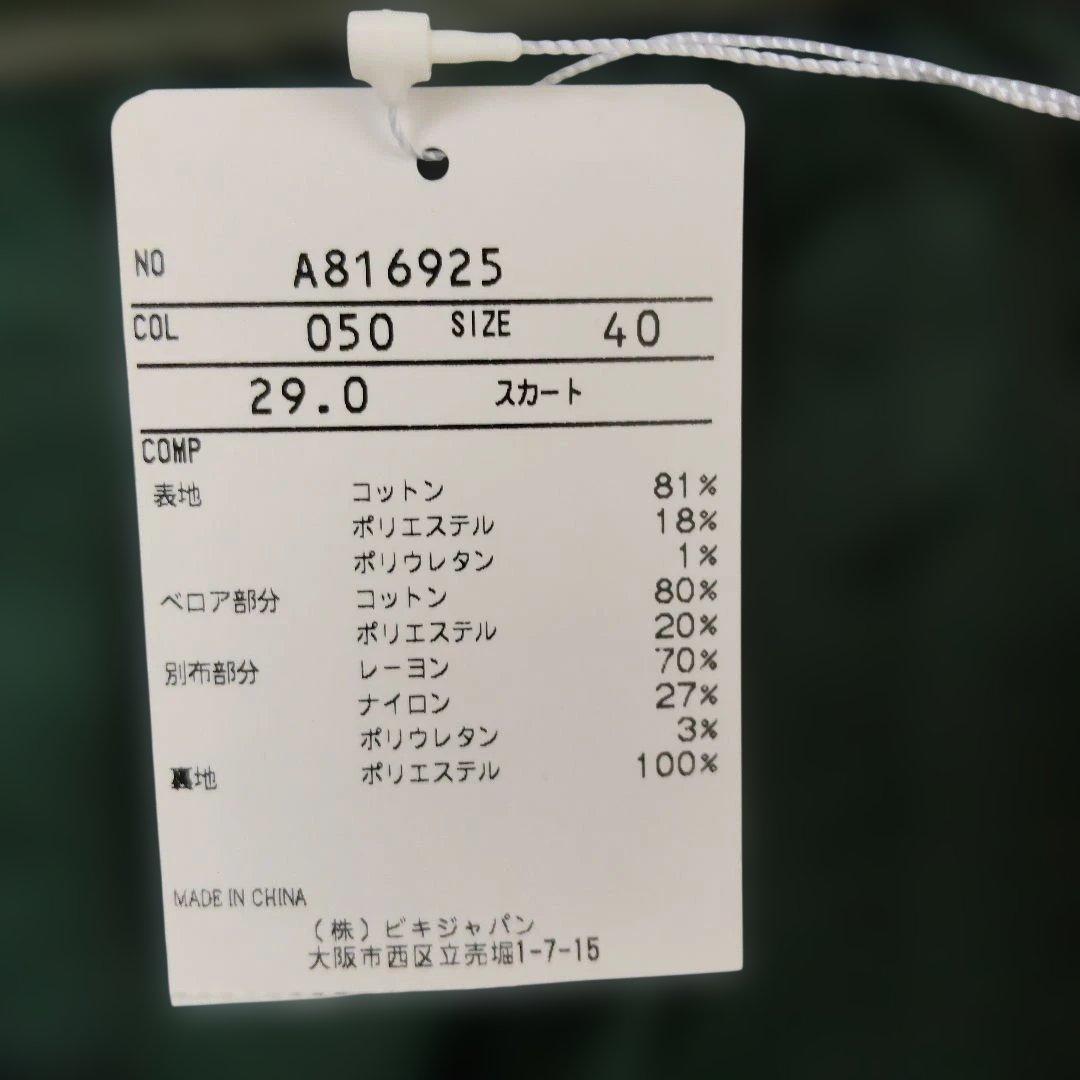 NO A816925
COL 050 SIZE 40
29.0 スカート
COMP
表地 コットン 81%
ポリエステル 18%
ポリウレタン 1%
ベロア部分 コットン 80%
ポリエステル 20%
別布部分 レーヨン 70%
ナイロン 27%
ポリウレタン 3%
裏地 ポリエステル 100%
MADE IN CHINA
(株)ビキジャパン
大阪市西区立売堀1-7-15